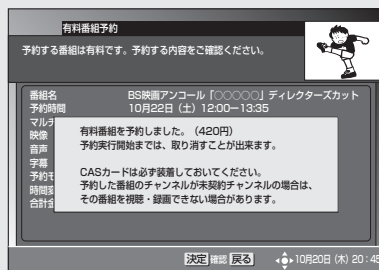 有料番組予約
予約する番組は有料です。予約する内容をご確認ください。
番組名 BS映画アンコール「○○○○○」ディレクターズカット
予約時間 10月22日（土）12:00ー13:35
マルチ
映像
音声
字幕
予約モ
時間変
合計金
有料番組を予約しました。（420円）
予約実行開始までは、取り消すことが出来ます。
CASカードは必ず装着しておいてください。
予約した番組のチャンネルが未契約チャンネルの場合は、
その番組を視聴・録画できない場合があります。
決定 確認 戻る 10月20日（木）20：45